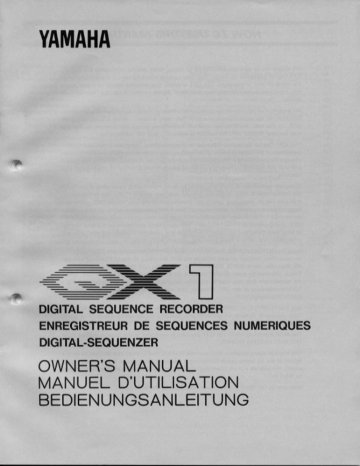 YAMAHA
QX1
DIGITAL SEQUENCE RECORDER
ENREGISTREUR DE SEQUENCES NUMERIQUES
DIGITAL-SEQUENZER
OWNER'S MANUAL
MANUEL D'UTILISATION
BEDIENUNGSANLEITUNG